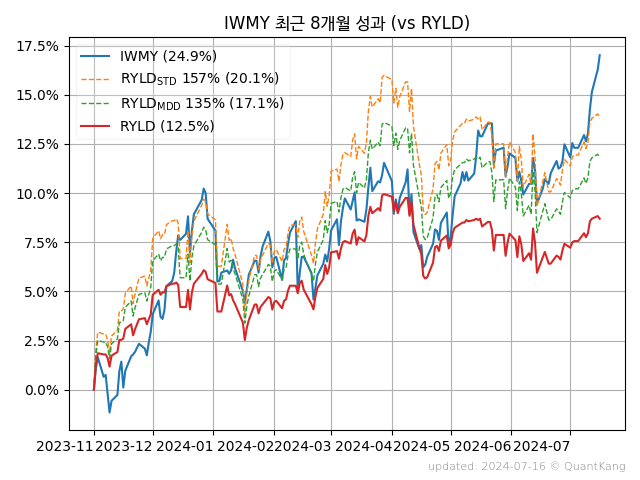 IWMY 최근 8개월 성과 (vs RYLD)
17.5%
15.0%
12.5%
10.0%
7.5%
5.0%
2.5%
0.0%
IWMY (24.9%)
RYLD_STD 157% (20.1%)
RYLD_MDD 135% (17.1%)
RYLD (12.5%)
2023-11 2023-12 2024-01 2024-02 2024-03 2024-04 2024-05 2024-06 2024-07
updated: 2024-07-16 © QuantKang